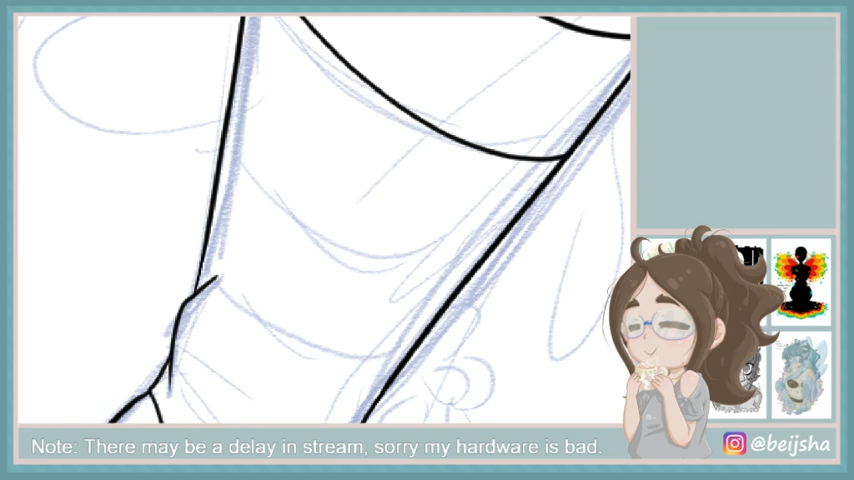 Note: There may be a delay in stream, sorry my hardware is bad.
@beijsha